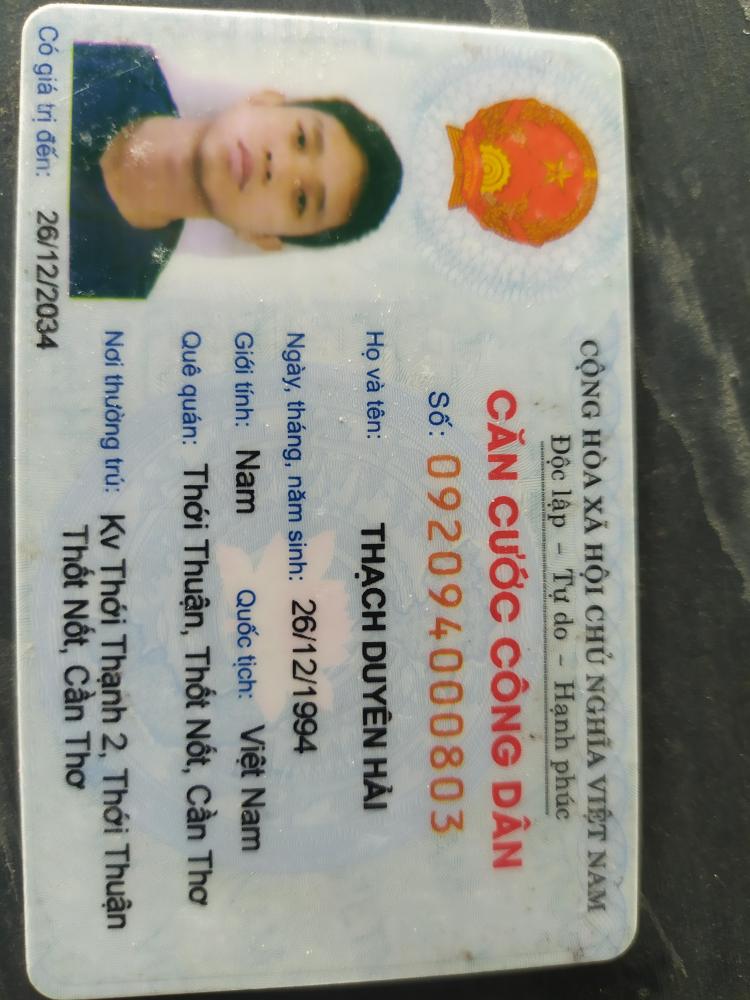 CỘNG HÒA XÃ HỘI CHỦ NGHĨA VIỆT NAM
Độc lập - Tự do - Hạnh phúc
CĂN CƯỚC CÔNG DÂN
Số: 092094000803
Họ và tên: THẠCH DUYÊN HẢI
Ngày, tháng, năm sinh: 26/12/1994
Giới tính: Nam Quốc tịch: Việt Nam
Quê quán: Thới Thuận, Thốt Nốt, Cần Thơ
Nơi thường trú: Kv Thới Thạnh 2, Thới Thuận
Thốt Nốt, Cần Thơ
Có giá trị đến: 26/12/2034